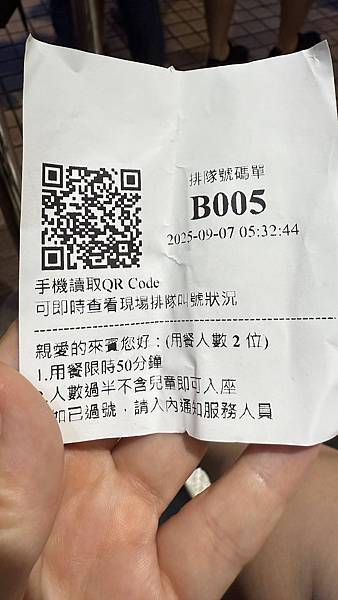 排隊號碼單
B005
2025-09-07 05:32:44
手機讀取QR Code
可即時查看現場排隊叫號狀況
親愛的來賓您好：(用餐人數 2 位)
1.用餐限時50分鐘
人數過半不含兒童即可入座
如已過號，請入內通知服務人員